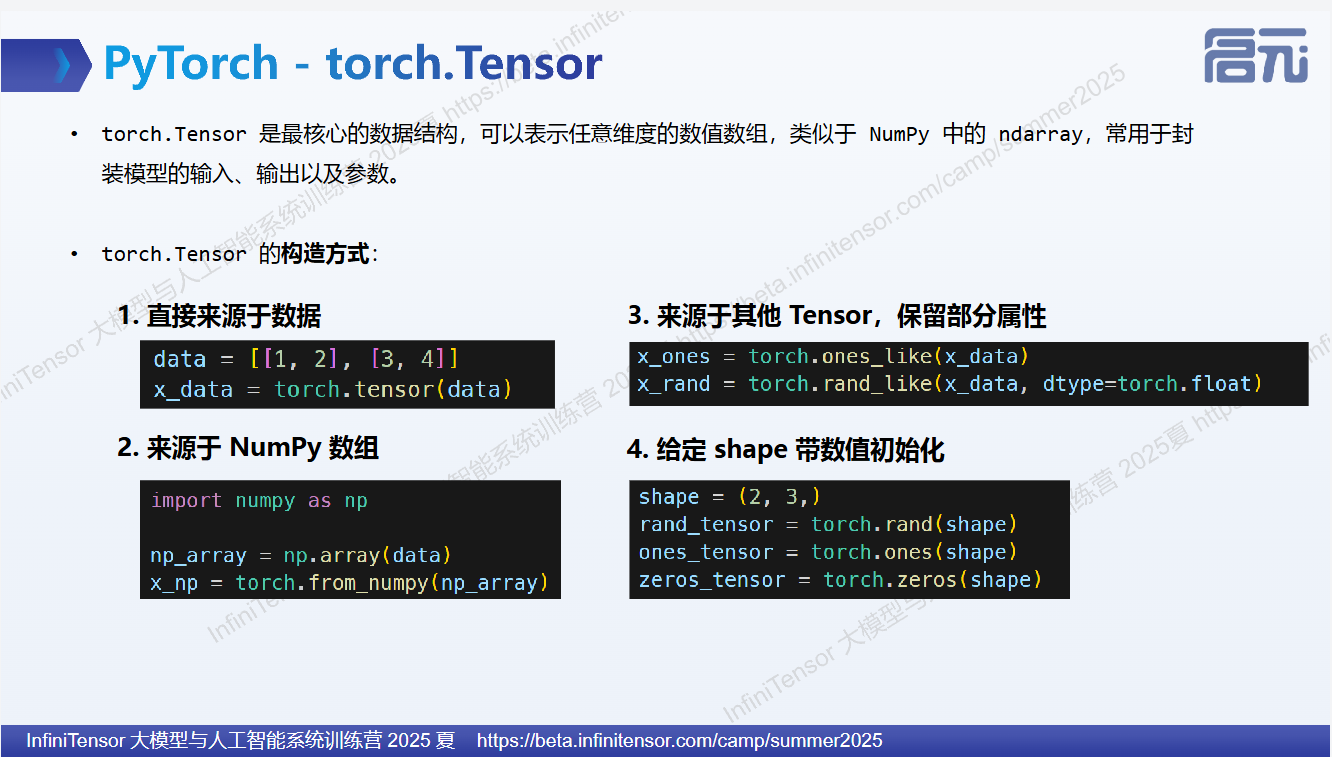 PyTorch - torch.Tensor
启元
• torch.Tensor 是最核心的数据结构，可以表示任意维度的数值数组，类似于 NumPy 中的 ndarray，常用于封
装模型的输入、输出以及参数。
• torch.Tensor 的构造方式：
1. 直接来源于数据
data = [[1, 2], [3, 4]]
x_data = torch.tensor(data)
2. 来源于 NumPy 数组
import numpy as np
np_array = np.array(data)
x_np = torch.from_numpy(np_array)
3. 来源于其他 Tensor，保留部分属性
x_ones = torch.ones_like(x_data)
x_rand = torch.rand_like(x_data, dtype=torch.float)
4. 给定 shape 带数值初始化
shape = (2, 3,)
rand_tensor = torch.rand(shape)
ones_tensor = torch.ones(shape)
zeros_tensor = torch.zeros(shape)
InfiniTensor 大模型与人工智能系统训练营 2025 夏 https://beta.infinitensor.com/camp/summer2025